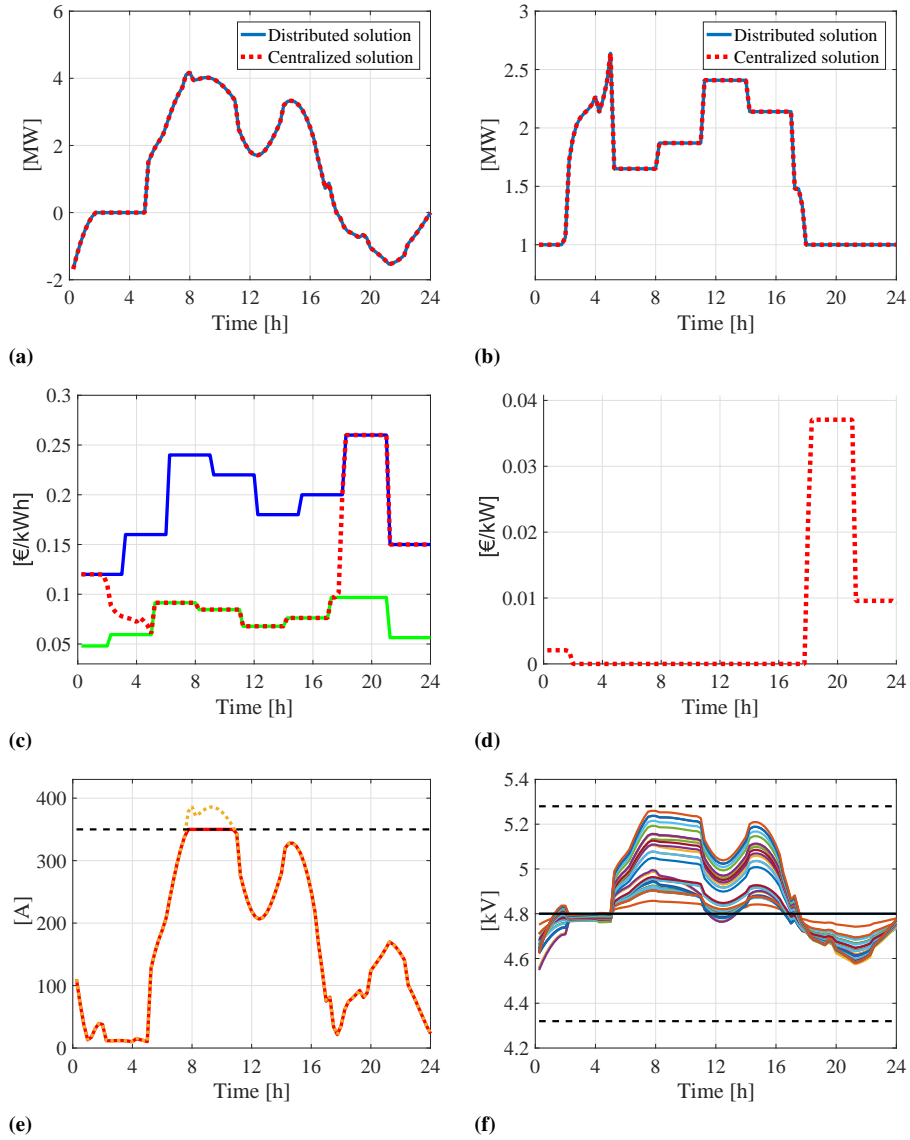 6
4
2
0
-2
[MW]
0 4 8 12 16 20 24
Time [h]
Distributed solution
Centralized solution
(a)
3
2.5
2
1.5
1
[MW]
0 4 8 12 16 20 24
Time [h]
Distributed solution
Centralized solution
(b)
0.3
0.25
0.2
0.15
0.1
0.05
[€/kWh]
0 4 8 12 16 20 24
Time [h]
(c)
0.04
0.03
0.02
0.01
0
[€/kW]
0 4 8 12 16 20 24
Time [h]
(d)
400
300
200
100
0
[A]
0 4 8 12 16 20 24
Time [h]
(e)
5.4
5.2
5
4.8
4.6
4.4
4.2
[kV]
0 4 8 12 16 20 24
Time [h]
(f)